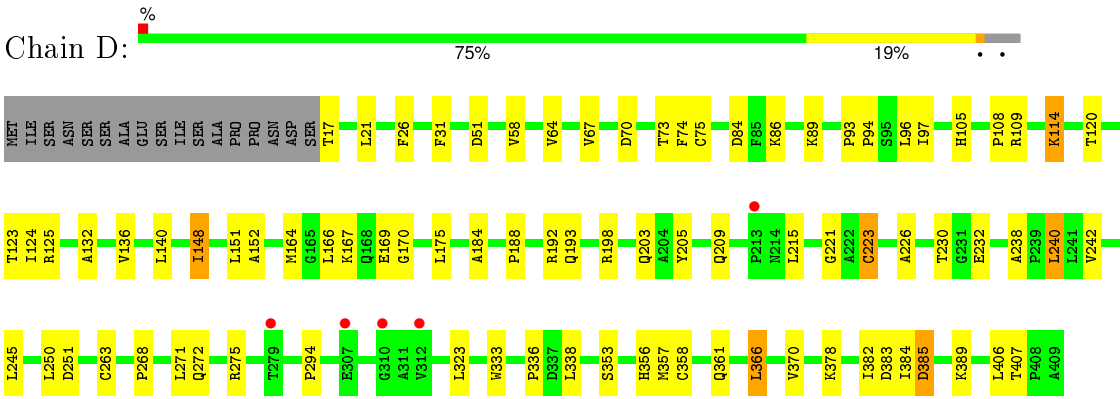 %
Chain D:
75% 19% • •
MET ILE SER ASN SER SER ALA GLU SER ILE SER ALA PRO PRO ASN ASP SER T17 L21 F26 F31 D51 V58 V64 V67 D70 T73 F74 C75 D84 F85 K86 K89 P93 P94 S95 L96 I97 H105 P108 R109 K114 T120
T123 I124 R125 A132 V136 L140 I148 L151 A152 M164 G165 L166 K167 Q168 E169 G170 L175 A184 P188 R192 Q193 R198 Q203 A204 Y205 Q209 P213 N214 L215 G221 A222 C223 A226 T230 G231 E232 A238 P239 L240 L241 V242
L245 L250 D251 C263 P268 L271 Q272 R275 T279 P294 E307 G310 A311 V312 L323 W333 P336 D337 L338 S353 H356 M357 C358 Q361 L366 V370 K378 I382 D383 I384 D385 K389 L406 T407 P408 A409